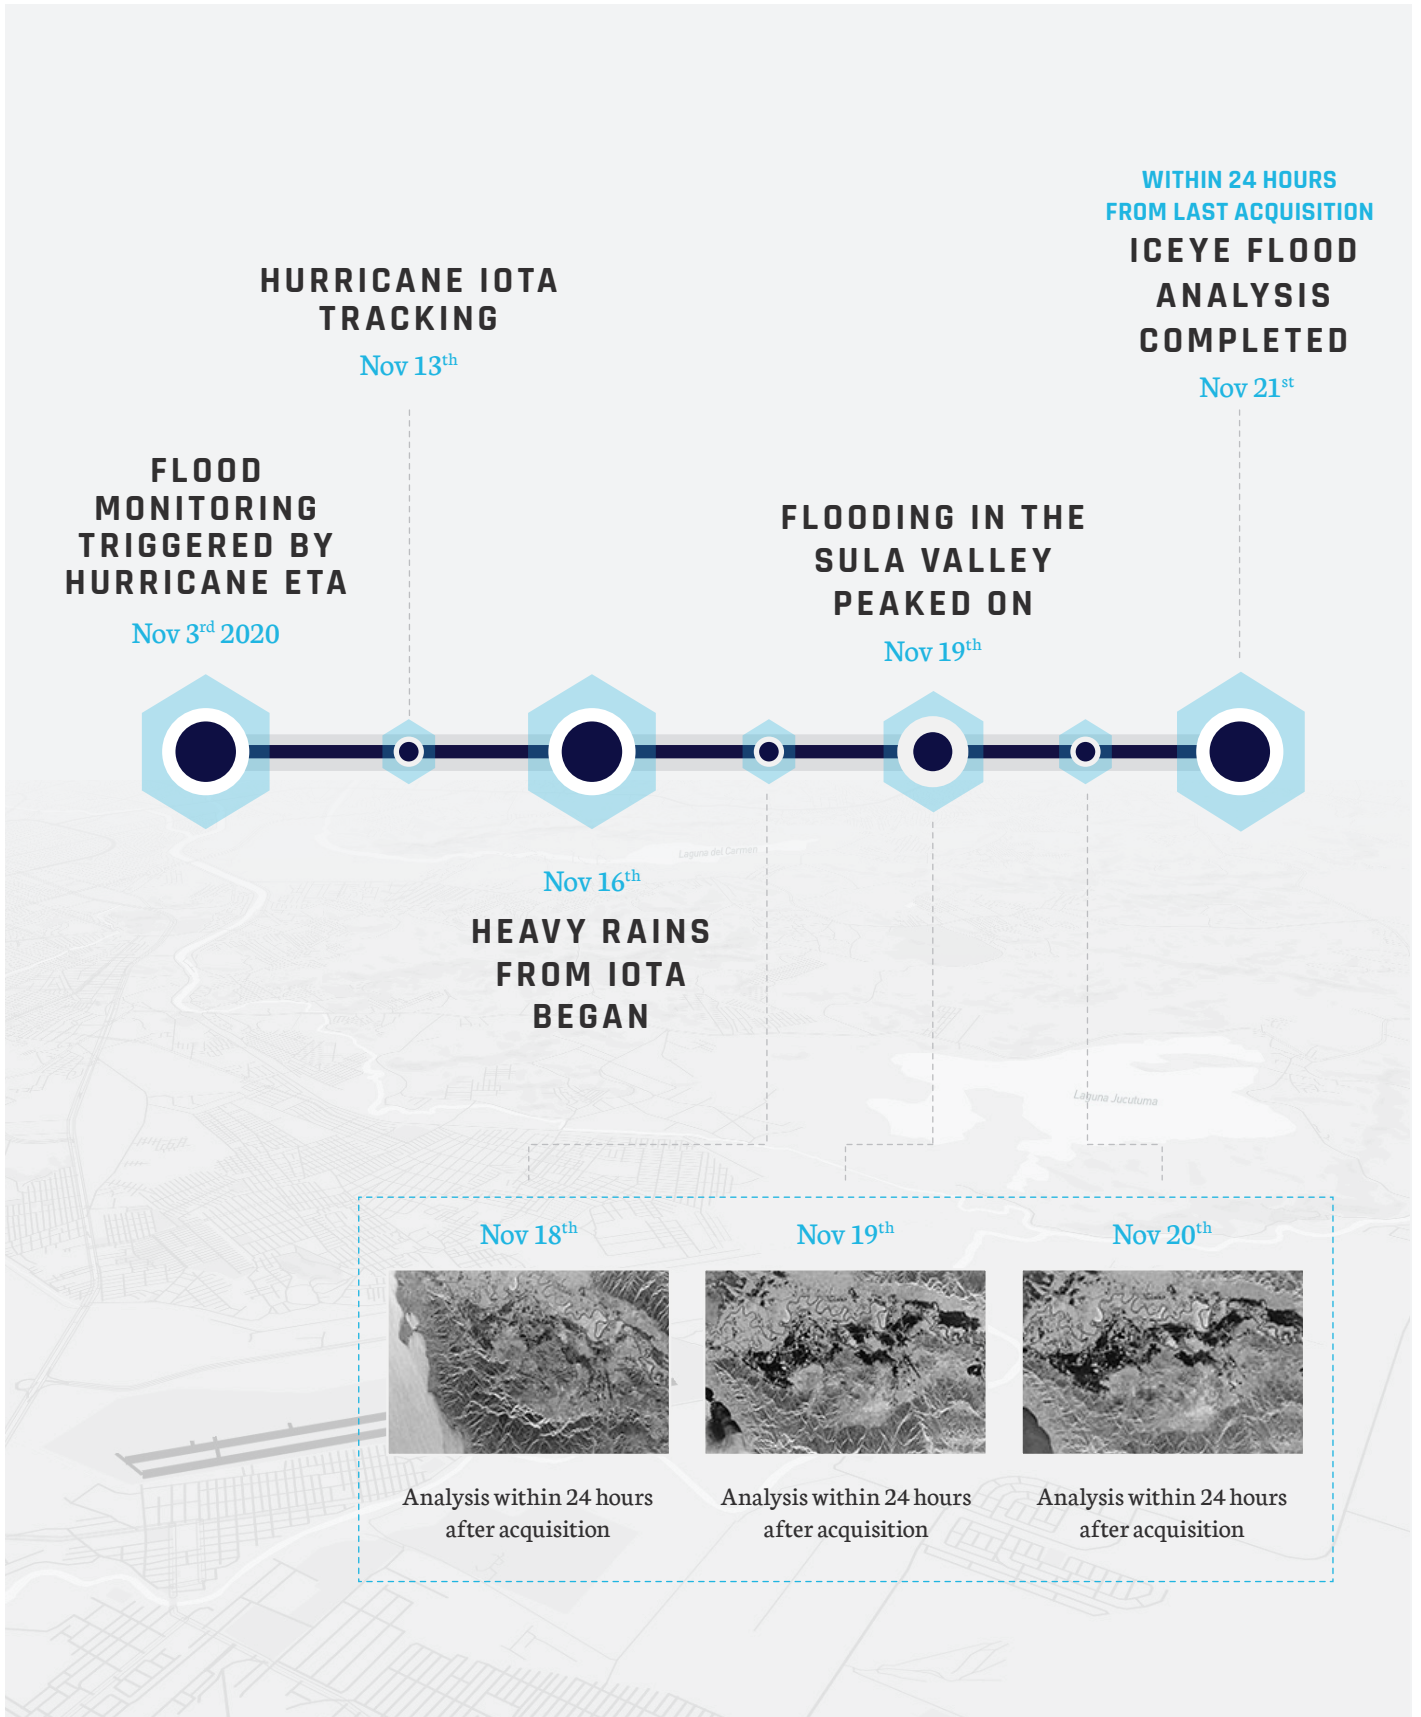 WITHIN 24 HOURS
FROM LAST ACQUISITION
ICEYE FLOOD
ANALYSIS
COMPLETED
Nov 21st
HURRICANE IOTA
TRACKING
Nov 13th
FLOOD
MONITORING
TRIGGERED BY
HURRICANE ETA
Nov 3rd 2020
FLOODING IN THE
SULA VALLEY
PEAKED ON
Nov 19th
Laguna del Carmen
Nov 16th
HEAVY RAINS
FROM IOTA
BEGAN
Laguna Jucutuma
Nov 18th
Nov 19th
Nov 20th
Analysis within 24 hours
after acquisition
Analysis within 24 hours
after acquisition
Analysis within 24 hours
after acquisition